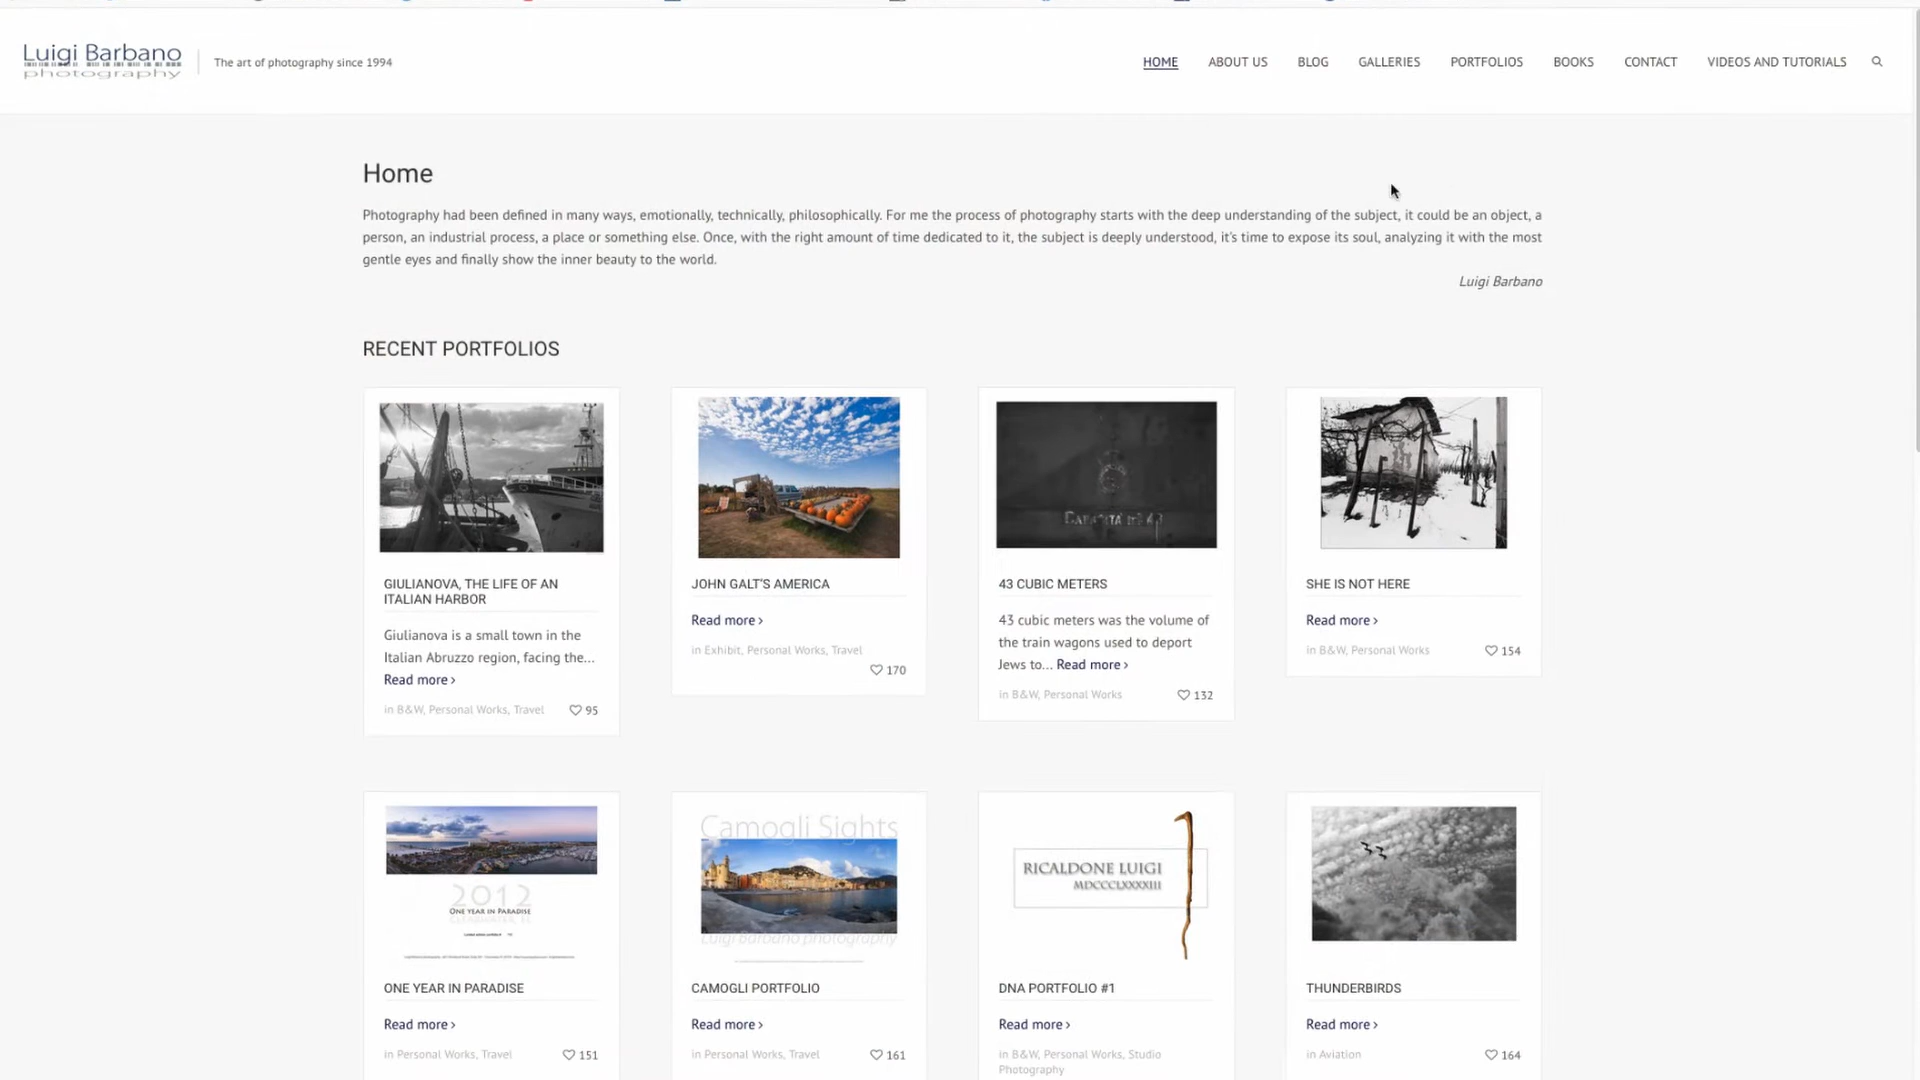 Luigi Barbano
photography
The art of photography since 1994
HOME
ABOUT US
BLOG
GALLERIES
PORTFOLIOS
BOOKS
CONTACT
VIDEOS AND TUTORIALS
Home
Photography had been defined in many ways, emotionally, technically, philosophically. For me the process of photography starts with the deep understanding of the subject, it could be an object, a
person, an industrial process, a place or something else. Once, with the right amount of time dedicated to it, the subject is deeply understood, it's time to expose its soul, analyzing it with the most
gentle eyes and finally show the inner beauty to the world.
Luigi Barbano
RECENT PORTFOLIOS
GIULIANOVA, THE LIFE OF AN
ITALIAN HARBOR
Giulianova is a small town in the
Italian Abruzzo region, facing the...
Read more ›
in B&W, Personal Works, Travel
95
JOHN GALT'S AMERICA
Read more ›
in Exhibit, Personal Works, Travel
170
43 CUBIC METERS
43 cubic meters was the volume of
the train wagons used to deport
Jews to... Read more ›
in B&W, Personal Works
132
SHE IS NOT HERE
Read more ›
in B&W, Personal Works
154
2012
ONE YEAR IN PARADISE
ONE YEAR IN PARADISE
Read more ›
in Personal Works, Travel
151
Camogli Sights
Luigi Barbano photography
CAMOGLI PORTFOLIO
Read more ›
in Personal Works, Travel
161
RICALDONE LUIGI
MDCCCLXXXXIII
DNA PORTFOLIO #1
Read more ›
in B&W, Personal Works, Studio
Photography
THUNDERBIRDS
Read more ›
in Aviation
164